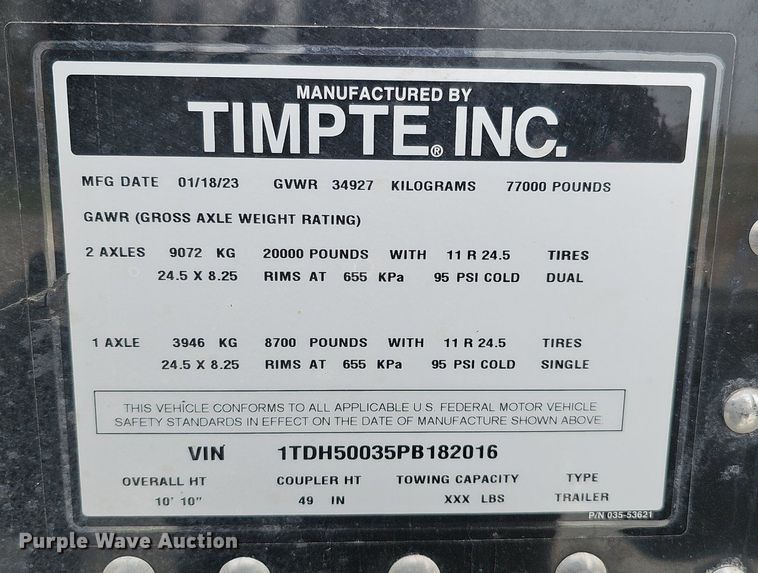 MANUFACTURED BY
TIMPTE® INC.
MFG DATE 01/18/23 GVWR 34927 KILOGRAMS 77000 POUNDS
GAWR (GROSS AXLE WEIGHT RATING)
2 AXLES 9072 KG 20000 POUNDS WITH 11 R 24.5 TIRES
24.5 X 8.25 RIMS AT 655 KPa 95 PSI COLD DUAL
1 AXLE 3946 KG 8700 POUNDS WITH 11 R 24.5 TIRES
24.5 X 8.25 RIMS AT 655 KPa 95 PSI COLD SINGLE
THIS VEHICLE CONFORMS TO ALL APPLICABLE U.S. FEDERAL MOTOR VEHICLE
SAFETY STANDARDS IN EFFECT ON THE DATE OF MANUFACTURE SHOWN ABOVE.
VIN 1TDH50035PB182016
OVERALL HT COUPLER HT TOWING CAPACITY TYPE
10' 10" 49 IN XXX LBS TRAILER
P/N 035-53621
Purple Wave Auction